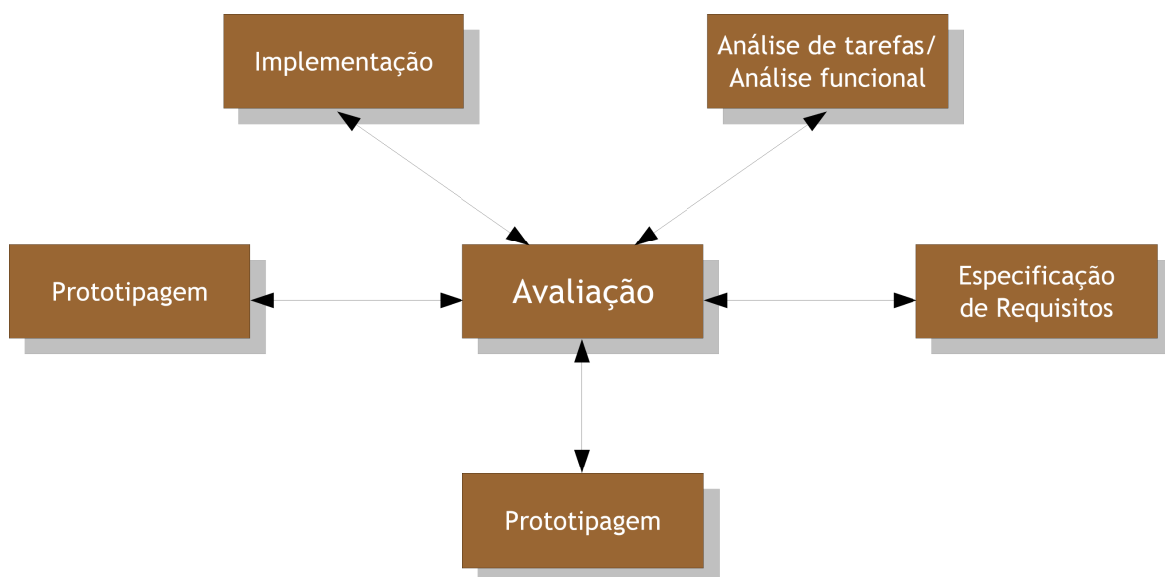 Implementação
Análise de tarefas/
Análise funcional
Prototipagem
Avaliação
Especificação
de Requisitos
Prototipagem